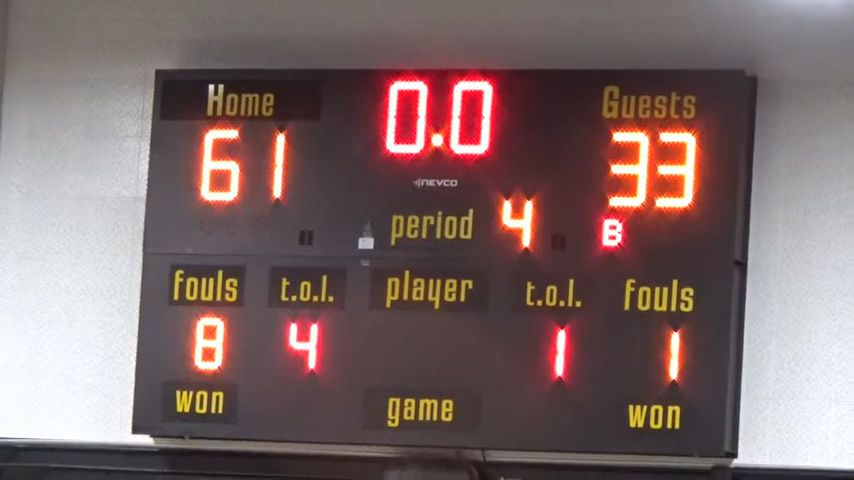 Home 0.0 Guests
61 33
NEVCO
period 4 B
fouls t.o.l. player t.o.l. fouls
8 4 1 1
won game won